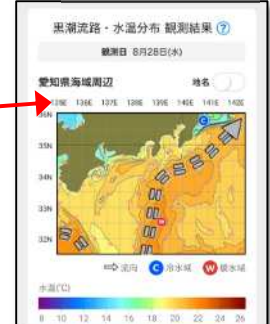 黒潮流路・水温分布 観測結果 ?
観測日 8月28日(水)
愛知県海域周辺 地名
135E 136E 137E 138E 139E 140E 141E 142E
36N
C
34N
33N
W
32N
流向 C 冷水域 W 暖水域
水温(℃)
8 10 12 14 16 18 20 22 24 26